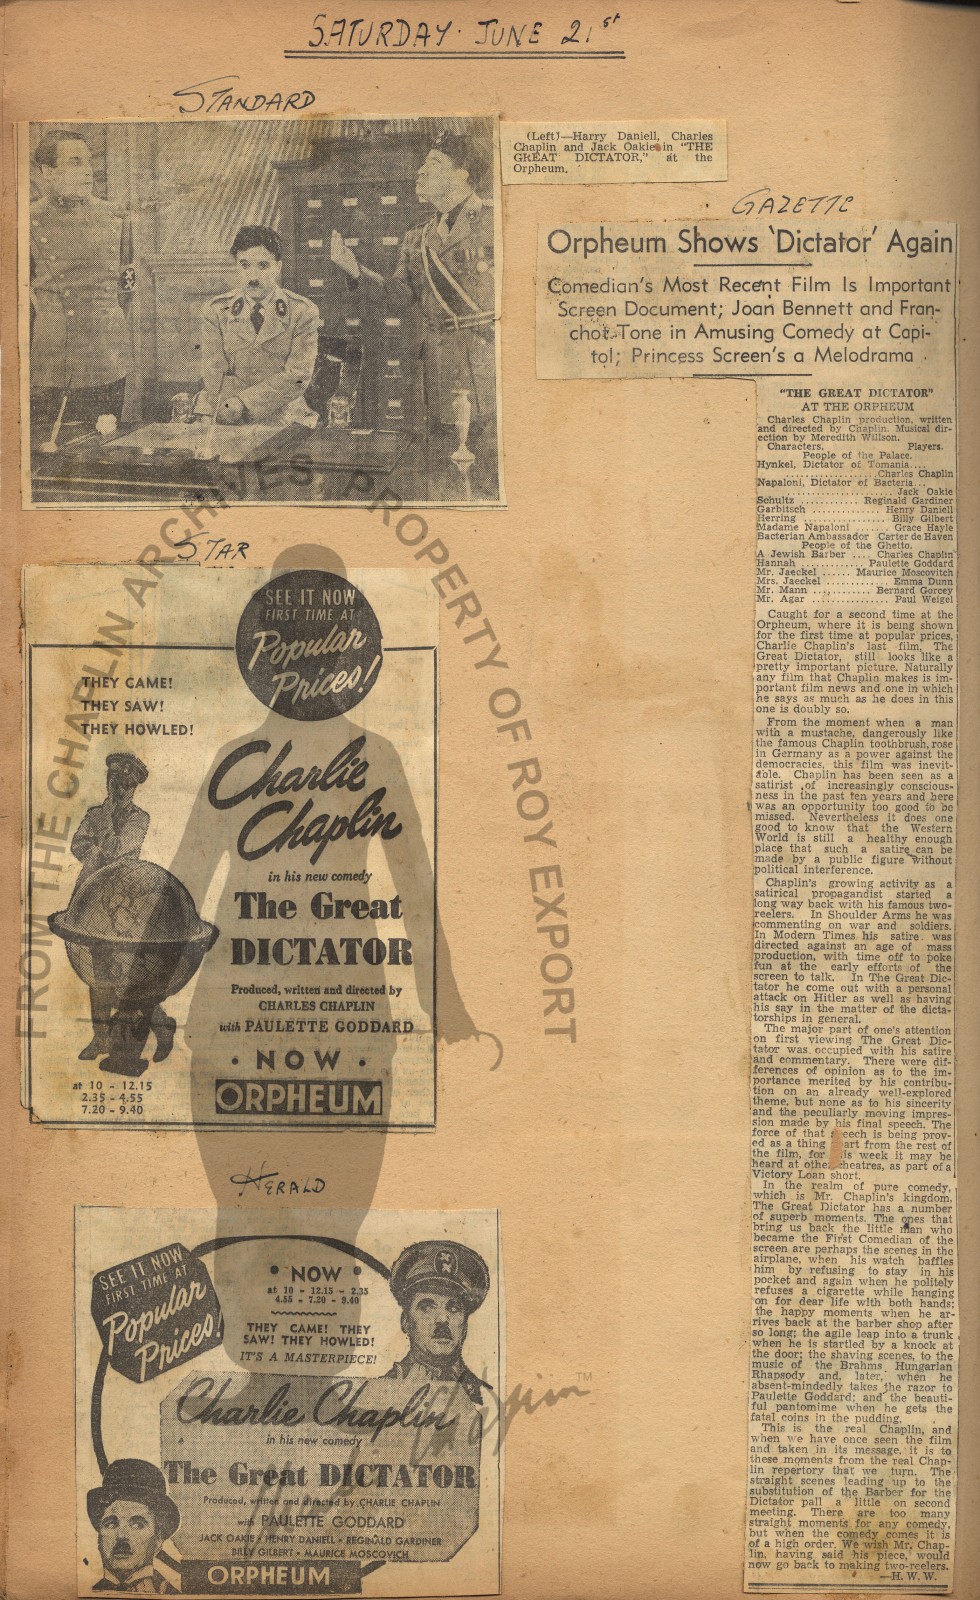 SATURDAY. JUNE 21st
STANDARD
(Left)—Harry Daniell, Charles
Chaplin and Jack Oakie in "THE
GREAT DICTATOR," at the
Orpheum.
GAZETTE
Orpheum Shows 'Dictator' Again
Comedian's Most Recent Film Is Important
Screen Document; Joan Bennett and Fran-
chot Tone in Amusing Comedy at Capi-
tol; Princess Screen's a Melodrama
"THE GREAT DICTATOR"
AT THE ORPHEUM
Charles Chaplin production, written
and directed by Chaplin. Musical dir-
ection by Meredith Willson.
Characters. Players.
People of the Palace.
Hynkel, Dictator of Tomania....
....................Charles Chaplin
Napaloni, Dictator of Bacteria...
.................... Jack Oakie
Schultz ............ Reginald Gardiner
Garbitsch ............. Henry Daniell
Herring ................ Billy Gilbert
Madame Napaloni ....... Grace Hayle
Bacterian Ambassador Carter de Haven
People of the Ghetto.
A Jewish Barber .... Charles Chaplin
Hannah ............ Paulette Goddard
Mr. Jaeckel ...... Maurice Moscovitch
Mrs. Jaeckel ............. Emma Dunn
Mr. Mann ............. Bernard Gorcey
Mr. Agar ............... Paul Weigel
Caught for a second time at the
Orpheum, where it is being shown
for the first time at popular prices,
Charlie Chaplin's last film, The
Great Dictator, still looks like a
pretty important picture. Naturally
any film that Chaplin makes is im-
portant film news and one in which
he says as much as he does in this
one is doubly so.
From the moment when a man
with a mustache, dangerously like
the famous Chaplin toothbrush, rose
in Germany as a power against the
democracies, this film was inevit-
able. Chaplin has been seen as a
satirist of increasingly conscious-
ness in the past ten years and here
was an opportunity too good to be
missed. Nevertheless it does one
good to know that the Western
World is still a healthy enough
place that such a satire can be
made by a public figure without
political interference.
Chaplin's growing activity as a
satirical propagandist started a
long way back with his famous two-
reelers. In Shoulder Arms he was
commenting on war and soldiers.
In Modern Times his satire was
directed against an age of mass
production, with time off to poke
fun at the early efforts of the
screen to talk. In The Great Dic-
tator he come out with a personal
attack on Hitler as well as having
his say in the matter of the dicta-
torships in general.
The major part of one's attention
on first viewing The Great Dic-
tator was occupied with his satire
and commentary. There were dif-
ferences of opinion as to the im-
portance merited by his contribu-
tion on an already well-explored
theme, but none as to his sincerity
and the peculiarly moving impres-
sion made by his final speech. The
force of that eech is being prov-
ed as a thing art from the rest of
the film, for is week it may be
heard at othe heatres, as part of a
Victory Loan short.
In the realm of pure comedy,
which is Mr. Chaplin's kingdom.
The Great Dictator has a number
of superb moments. The ones that
bring us back the little man who
became the First Comedian of the
screen are perhaps the scenes in the
airplane, when his watch baffles
him by refusing to stay in his
pocket and again when he politely
refuses a cigarette while hanging
on for dear life with both hands;
the happy moments when he ar-
rives back at the barber shop after
so long; the agile leap into a trunk
when he is startled by a knock at
the door; the shaving scenes, to the
music of the Brahms Hungarian
Rhapsody and, later, when he
absent-mindedly takes the razor to
Paulette Goddard; and the beauti-
ful pantomime when he gets the
fatal coins in the pudding.
This is the real Chaplin, and
when we have once seen the film
and taken in its message, it is to
these moments from the real Chap-
lin repertory that we turn. The
straight scenes leading up to the
substitution of the Barber for the
Dictator pall a little on second
meeting. There are too many
straight moments for any comedy,
but when the comedy comes it is
of a high order. We wish Mr. Chap-
lin, having said his piece, would
now go back to making two-reelers.
—H. W. W.
STAR
SEE IT NOW
FIRST TIME AT
Popular
Prices!
THEY CAME!
THEY SAW!
THEY HOWLED!
Charlie
Chaplin
in his new comedy
The Great
DICTATOR
Produced, written and directed by
CHARLES CHAPLIN
with PAULETTE GODDARD
• NOW •
ORPHEUM
at 10 - 12.15
2.35 - 4.55
7.20 - 9.40
HERALD
SEE IT NOW
FIRST TIME AT
Popular
Prices!
• NOW •
at 10 - 12.15 - 2.35
4.55 - 7.20 - 9.40
THEY CAME! THEY
SAW! THEY HOWLED!
IT'S A MASTERPIECE!
Charlie Chaplin
in his new comedy
The Great DICTATOR
Produced, written and directed by CHARLIE CHAPLIN
with PAULETTE GODDARD
JACK OAKIE • HENRY DANIELL • REGINALD GARDINER
BILLY GILBERT • MAURICE MOSCOVICH
ORPHEUM
FROM THE CHAPLIN ARCHIVES, PROPERTY OF ROY EXPORT
Chaplin™